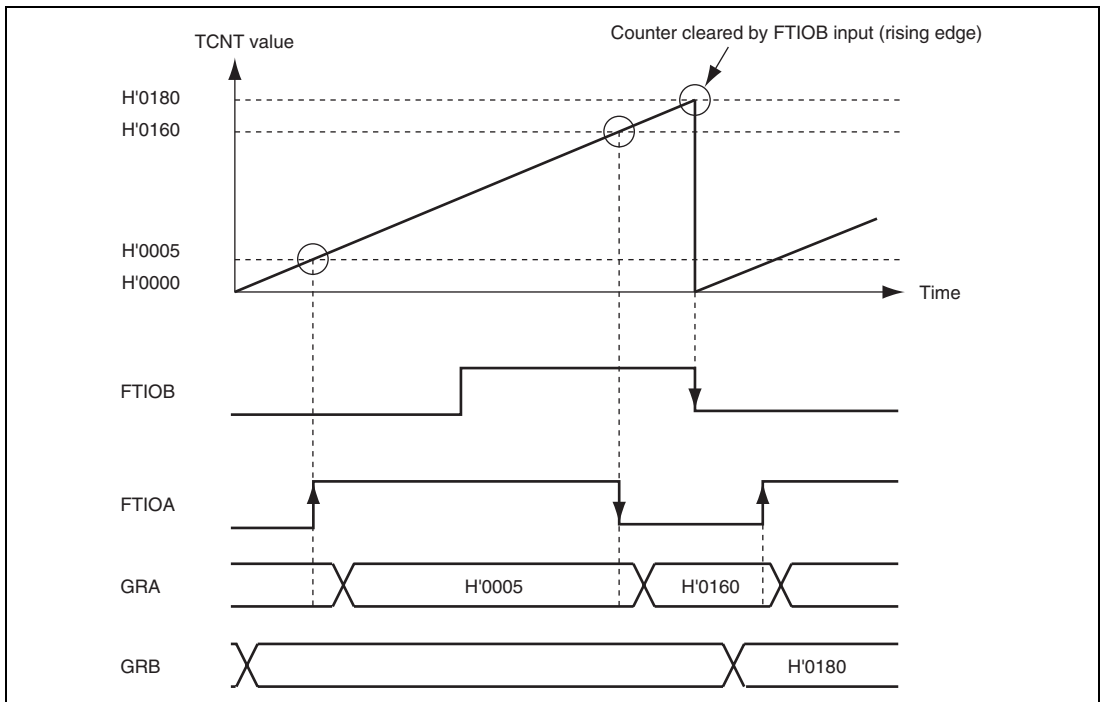 Counter cleared by FTIOB input (rising edge)
TCNT value
H'0180
H'0160
H'0005
H'0000
Time
FTIOB
FTIOA
GRA
H'0005
H'0160
GRB
H'0180